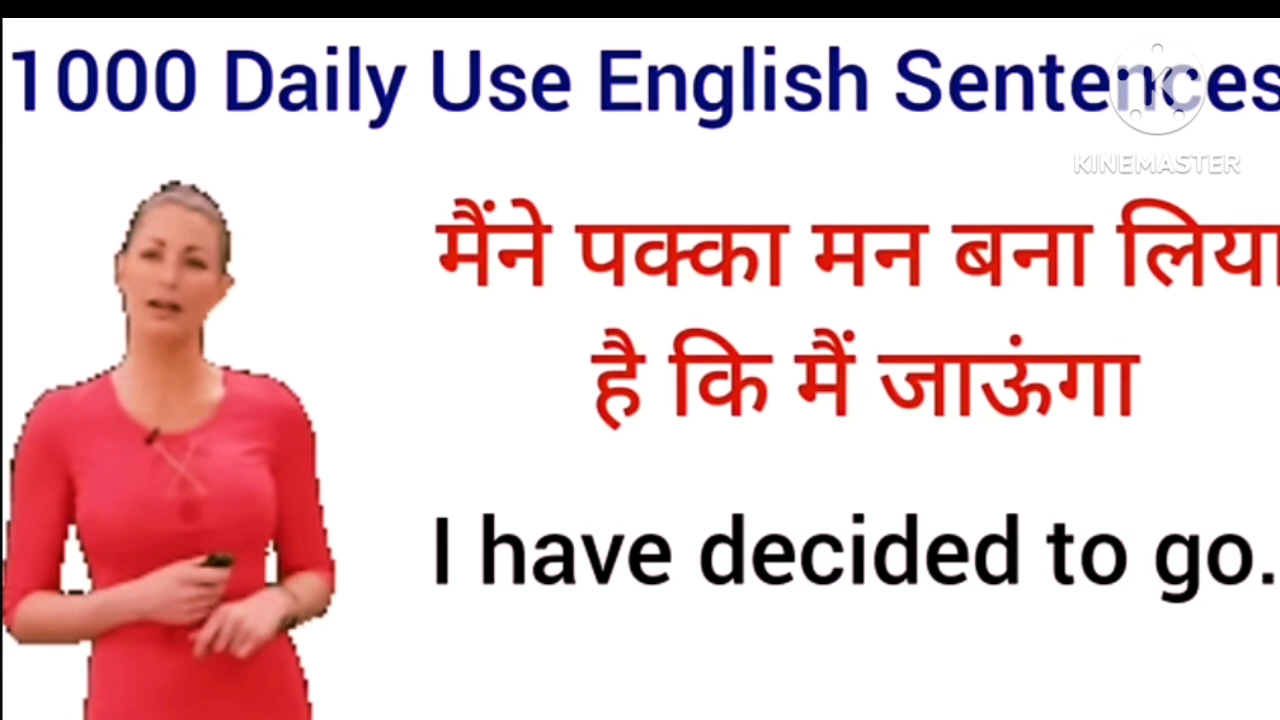 1000 Daily Use English Sentences
KINEMASTER
मैंने पक्का मन बना लिया
है कि मैं जाऊंगा
I have decided to go.